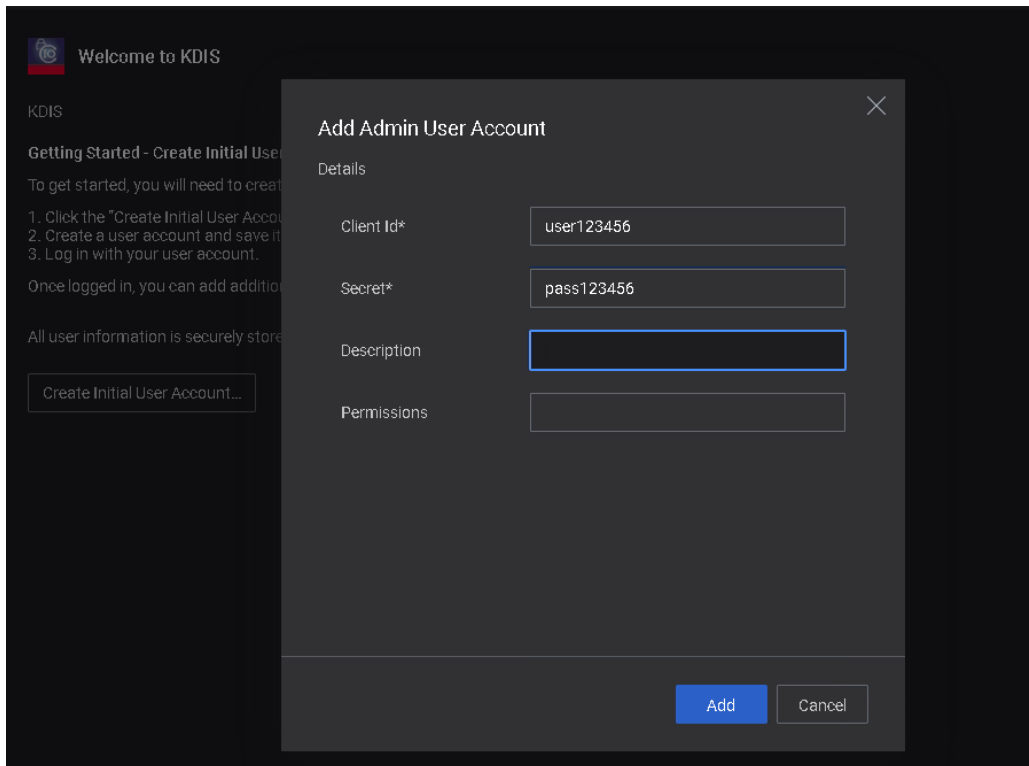 Welcome to KDIS
KDIS
Getting Started - Create Initial User
To get started, you will need to creat
1. Click the "Create Initial User Accou
2. Create a user account and save it
3. Log in with your user account.
Once logged in, you can add additio
All user information is securely store
Create Initial User Account...
Add Admin User Account
Details
Client Id*
user123456
Secret*
pass123456
Description
Permissions
Add
Cancel